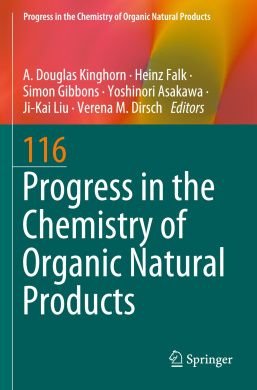 Progress in the Chemistry of Organic Natural Products
A. Douglas Kinghorn · Heinz Falk ·
Simon Gibbons · Yoshinori Asakawa ·
Ji-Kai Liu · Verena M. Dirsch Editors
116
Progress in the
Chemistry of
Organic Natural
Products
Springer